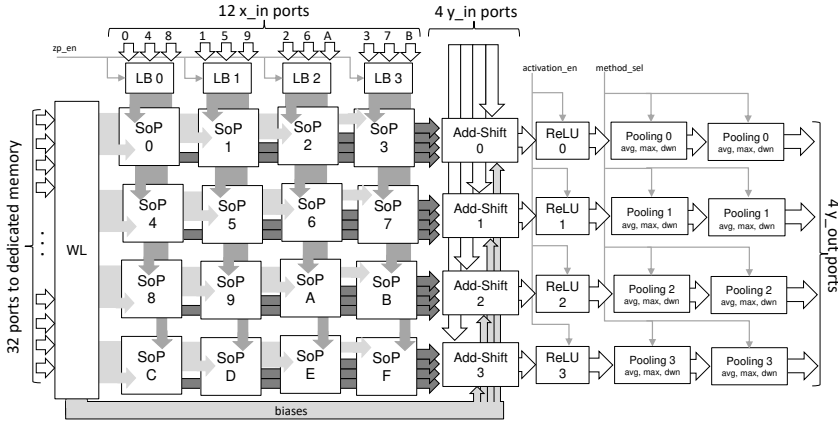 12 x_in ports
4 y_in ports
0 4 8 1 5 9 2 6 A 3 7 B
zp_en
activation_en
method_sel
LB 0
LB 1
LB 2
LB 3
32 ports to dedicated memory
. . .
WL
SoP
0
SoP
1
SoP
2
SoP
3
Add-Shift
0
ReLU
0
Pooling 0
avg, max, dwn
Pooling 0
avg, max, dwn
SoP
4
SoP
5
SoP
6
SoP
7
Add-Shift
1
ReLU
1
Pooling 1
avg, max, dwn
Pooling 1
avg, max, dwn
SoP
8
SoP
9
SoP
A
SoP
B
Add-Shift
2
ReLU
2
Pooling 2
avg, max, dwn
Pooling 2
avg, max, dwn
SoP
C
SoP
D
SoP
E
SoP
F
Add-Shift
3
ReLU
3
Pooling 3
avg, max, dwn
Pooling 3
avg, max, dwn
4 y_out ports
biases